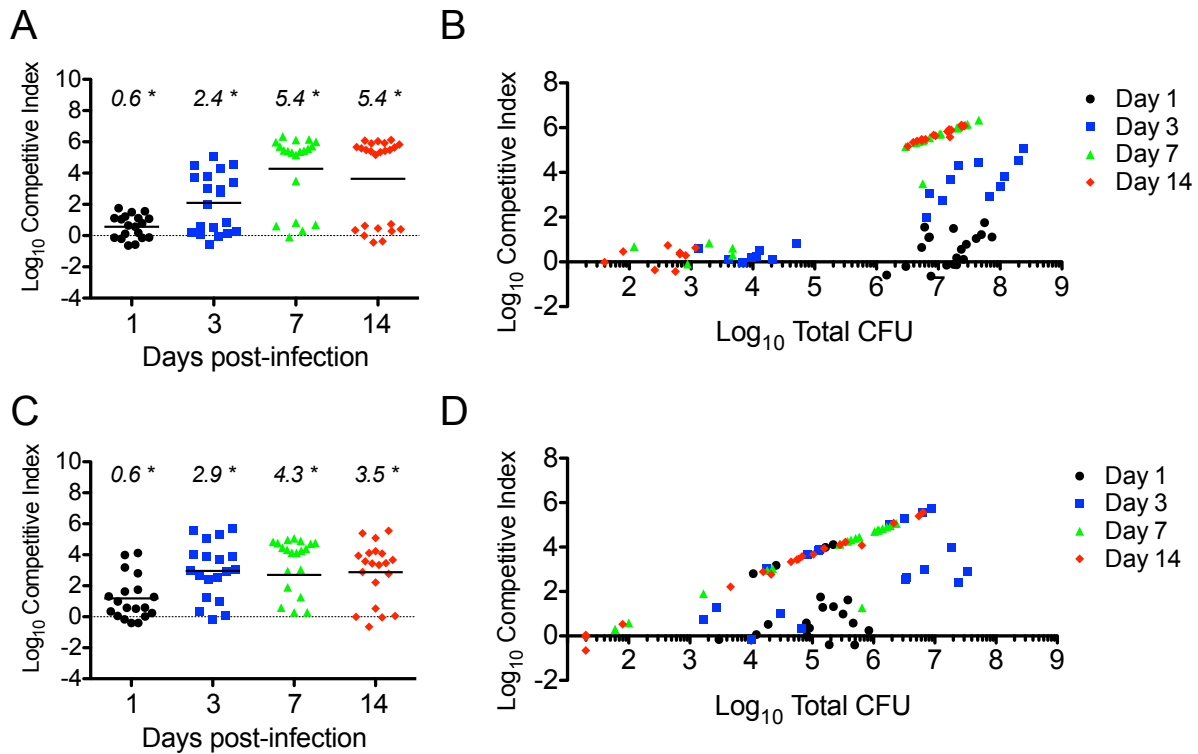 A
Log10 Competitive Index
10
8
6
4
2
0
-2
-4
0.6 * 2.4 * 5.4 * 5.4 *
1 3 7 14
Days post-infection
B
Log10 Competitive Index
8
6
4
2
0
-2
2 3 4 5 6 7 8 9
Log10 Total CFU
Day 1
Day 3
Day 7
Day 14
C
Log10 Competitive Index
10
8
6
4
2
0
-2
-4
0.6 * 2.9 * 4.3 * 3.5 *
1 3 7 14
Days post-infection
D
Log10 Competitive Index
8
6
4
2
0
-2
2 3 4 5 6 7 8 9
Log10 Total CFU
Day 1
Day 3
Day 7
Day 14